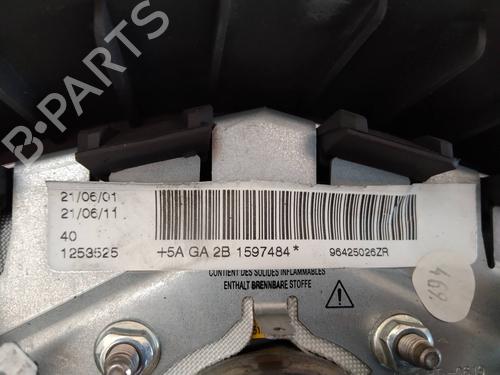 B-PARTS
21/06/01
21/06/11
40
1253525
+5A GA 2B 1597484*
96425026ZR
CONTIENT DES SOLIDES INFLAMMABLES
ENTHALT BRENNBARE STOFFE
469